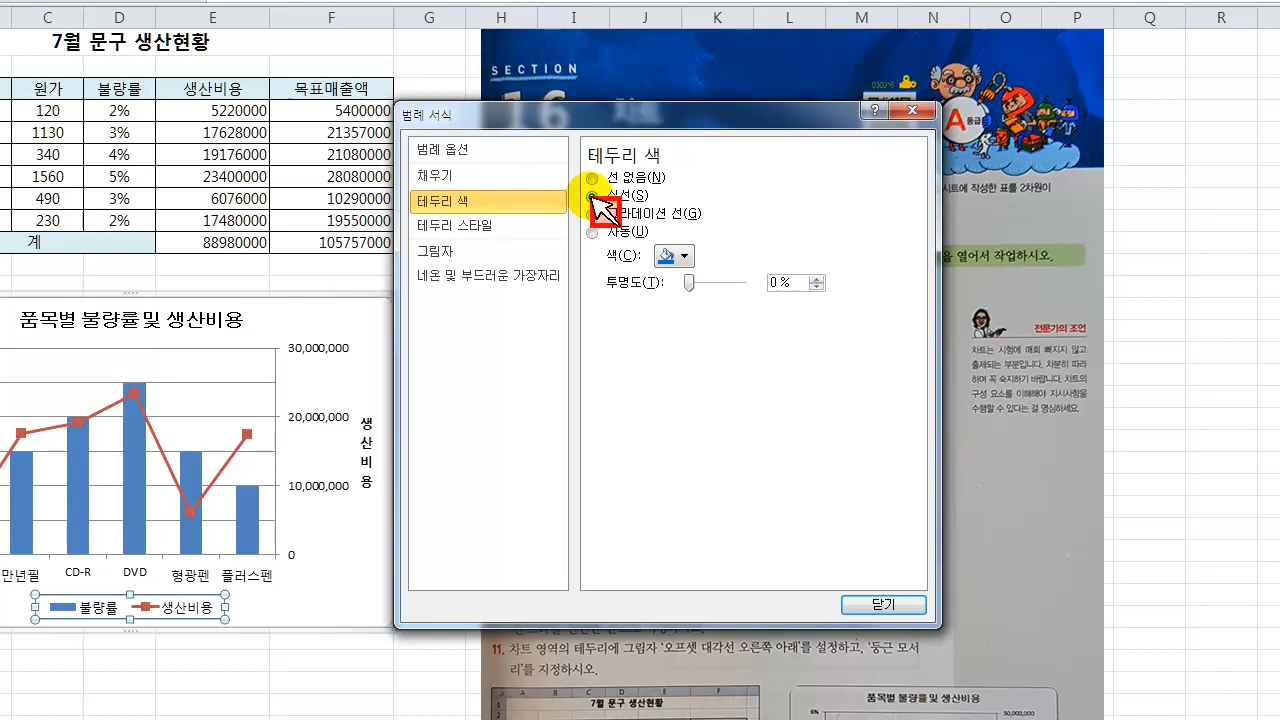 C D E F G H I J K L M N O P Q R
7월 문구 생산현황
원가 불량률 생산비용 목표매출액
120 2% 5220000 5400000
1130 3% 17628000 21357000
340 4% 19176000 21080000
1560 5% 23400000 28080000
490 3% 6076000 10290000
230 2% 17480000 19550000
계 88980000 105757000
품목별 불량률 및 생산비용
30,000,000
20,000,000
10,000,000
0
생산비용
만년필 CD-R DVD 형광펜 플러스펜
불량률 생산비용
범례 서식
범례 옵션
채우기
테두리 색
테두리 스타일
그림자
네온 및 부드러운 가장자리
테두리 색
선 없음(N)
실선(S)
그라데이션 선(G)
자동(U)
색(C):
투명도(T): 0 %
닫기
SECTION
16 차트
030216
A 등급
시트에 작성한 표를 2차원이
을 열어서 작업하시오.
전문가의 조언
차트는 시험에 매회 빠지지 않고
출제되는 부분입니다. 차분히 따라
하며 꼭 숙지하기 바랍니다. 차트의
구성 요소를 이해해야 지시사항을
수행할 수 있다는 걸 명심하세요.
11. 차트 영역의 테두리에 그림자 '오프셋 대각선 오른쪽 아래'를 설정하고, '둥근 모서
리'를 지정하시오.
A B C D E F
1 7월 문구 생산현황
품목별 불량률 및 생산비용
6% 30,000,000